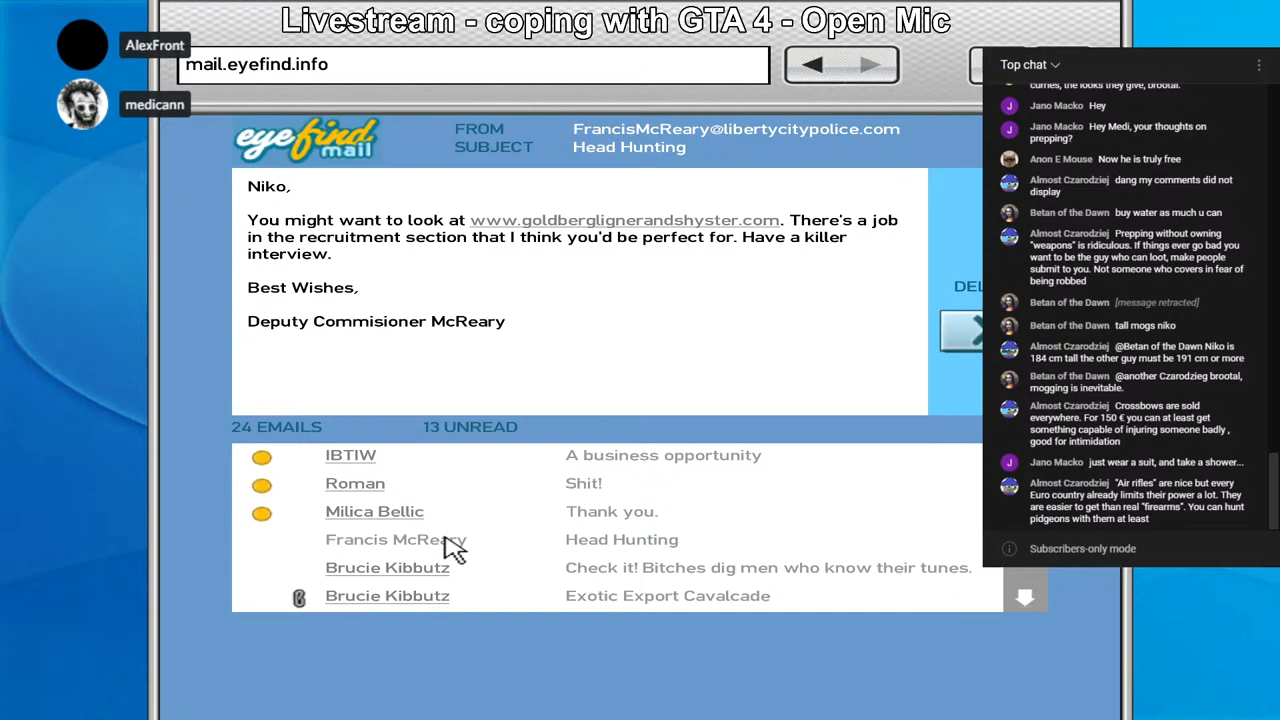 Livestream - coping with GTA 4 - Open Mic
AlexFront
medicann
mail.eyefind.info
eyefind
mail
FROM FrancisMcReary@libertycitypolice.com
SUBJECT Head Hunting
Niko,
You might want to look at www.goldberglignerandshyster.com. There's a job
in the recruitment section that I think you'd be perfect for. Have a killer
interview.
Best Wishes,
Deputy Commisioner McReary
DEL
24 EMAILS 13 UNREAD
IBTIW A business opportunity
Roman Shit!
Milica Bellic Thank you.
Francis McReary Head Hunting
Brucie Kibbutz Check it! Bitches dig men who know their tunes.
Brucie Kibbutz Exotic Export Cavalcade
Top chat
curries, the looks they give, brootal.
J Jano Macko Hey
J Jano Macko Hey Medi, your thoughts on
prepping?
Anon E Mouse Now he is truly free
Almost Czarodziej dang my comments did not
display
Betan of the Dawn buy water as much u can
Almost Czarodziej Prepping without owning
"weapons" is ridiculous. If things ever go bad you
want to be the guy who can loot, make people
submit to you. Not someone who covers in fear of
being robbed
Betan of the Dawn [message retracted]
Betan of the Dawn tall mogs niko
Almost Czarodziej @Betan of the Dawn Niko is
184 cm tall the other guy must be 191 cm or more
Betan of the Dawn @another Czarodzieg brootal,
mogging is inevitable.
Almost Czarodziej Crossbows are sold
everywhere. For 150 € you can at least get
something capable of injuring someone badly ,
good for intimidation
J Jano Macko just wear a suit, and take a shower...
Almost Czarodziej "Air rifles" are nice but every
Euro country already limits their power a lot. They
are easier to get than real "firearms". You can hunt
pidgeons with them at least
Subscribers-only mode